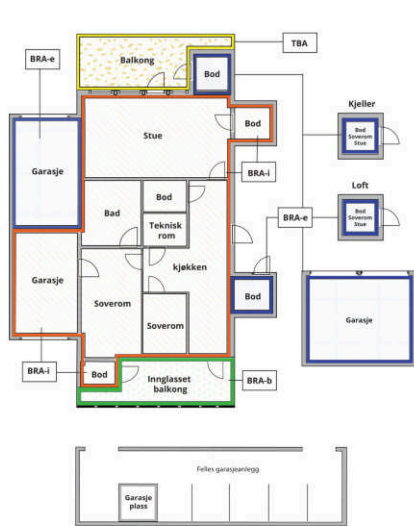 TBA
Balkong
BRA-e
Bod
Kjeller
Bod
Soverom
Stue
Stue
Bod
Garasje
BRA-i
Loft
Bod
Soverom
Stue
Bod
Bad
Teknisk
rom
BRA-e
kjøkken
Garasje
Soverom
Bod
Garasje
Soverom
BRA-i
Bod
Innglasset
balkong
BRA-b
Felles garasjeanlegg
Garasje
plass